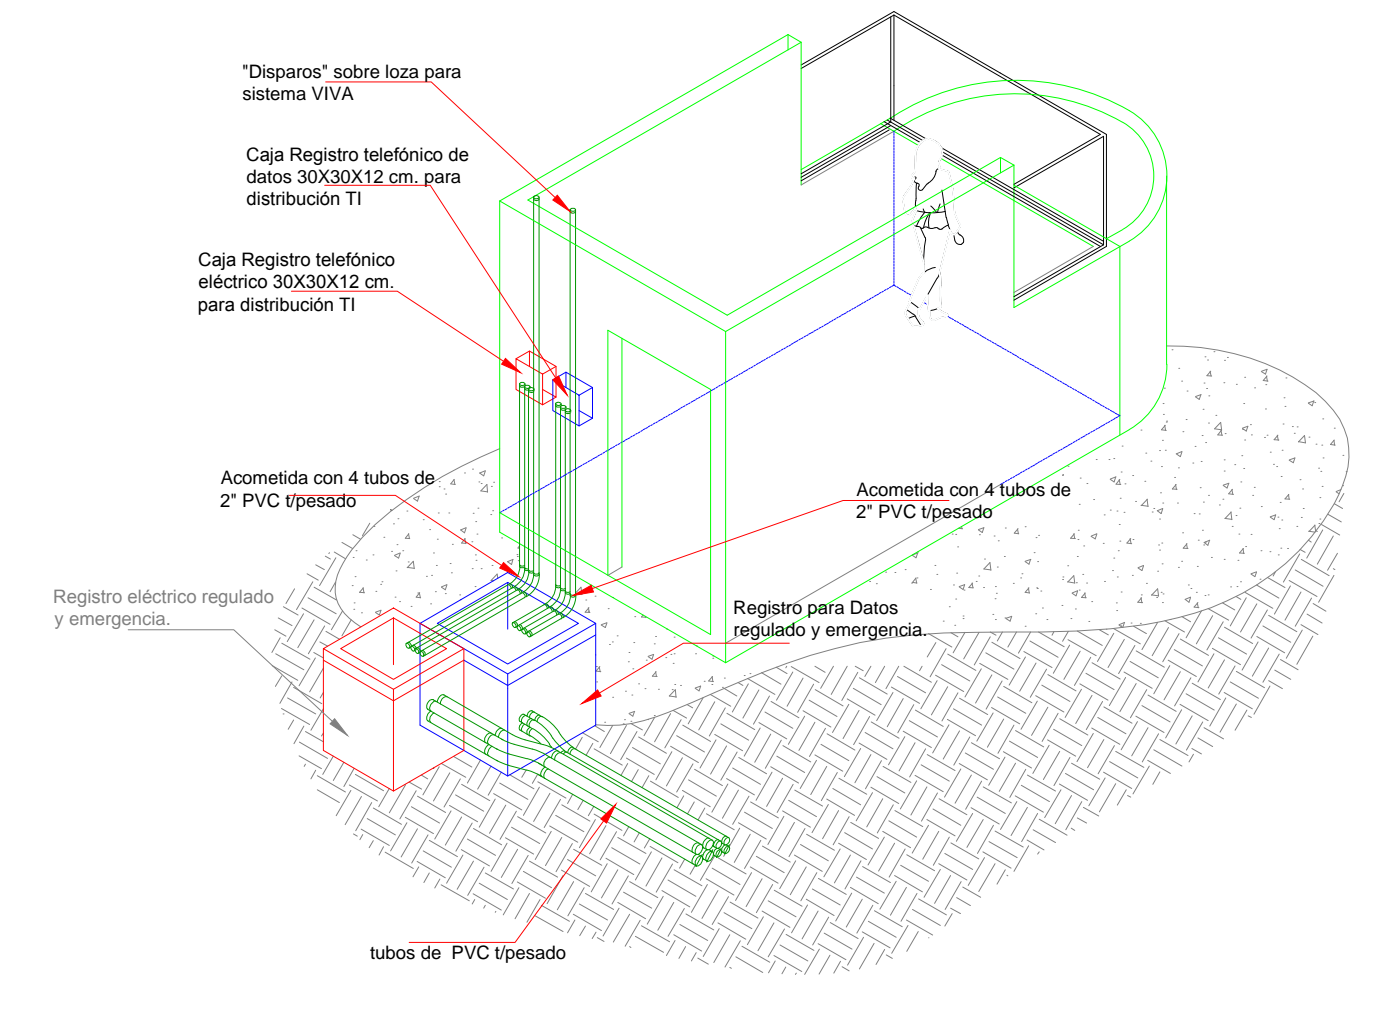 "Disparos" sobre loza para
sistema VIVA
Caja Registro telefónico de
datos 30X30X12 cm. para
distribución TI
Caja Registro telefónico
eléctrico 30X30X12 cm.
para distribución TI
Acometida con 4 tubos de
2" PVC t/pesado
Acometida con 4 tubos de
2" PVC t/pesado
Registro eléctrico regulado
y emergencia.
Registro para Datos
regulado y emergencia.
tubos de PVC t/pesado